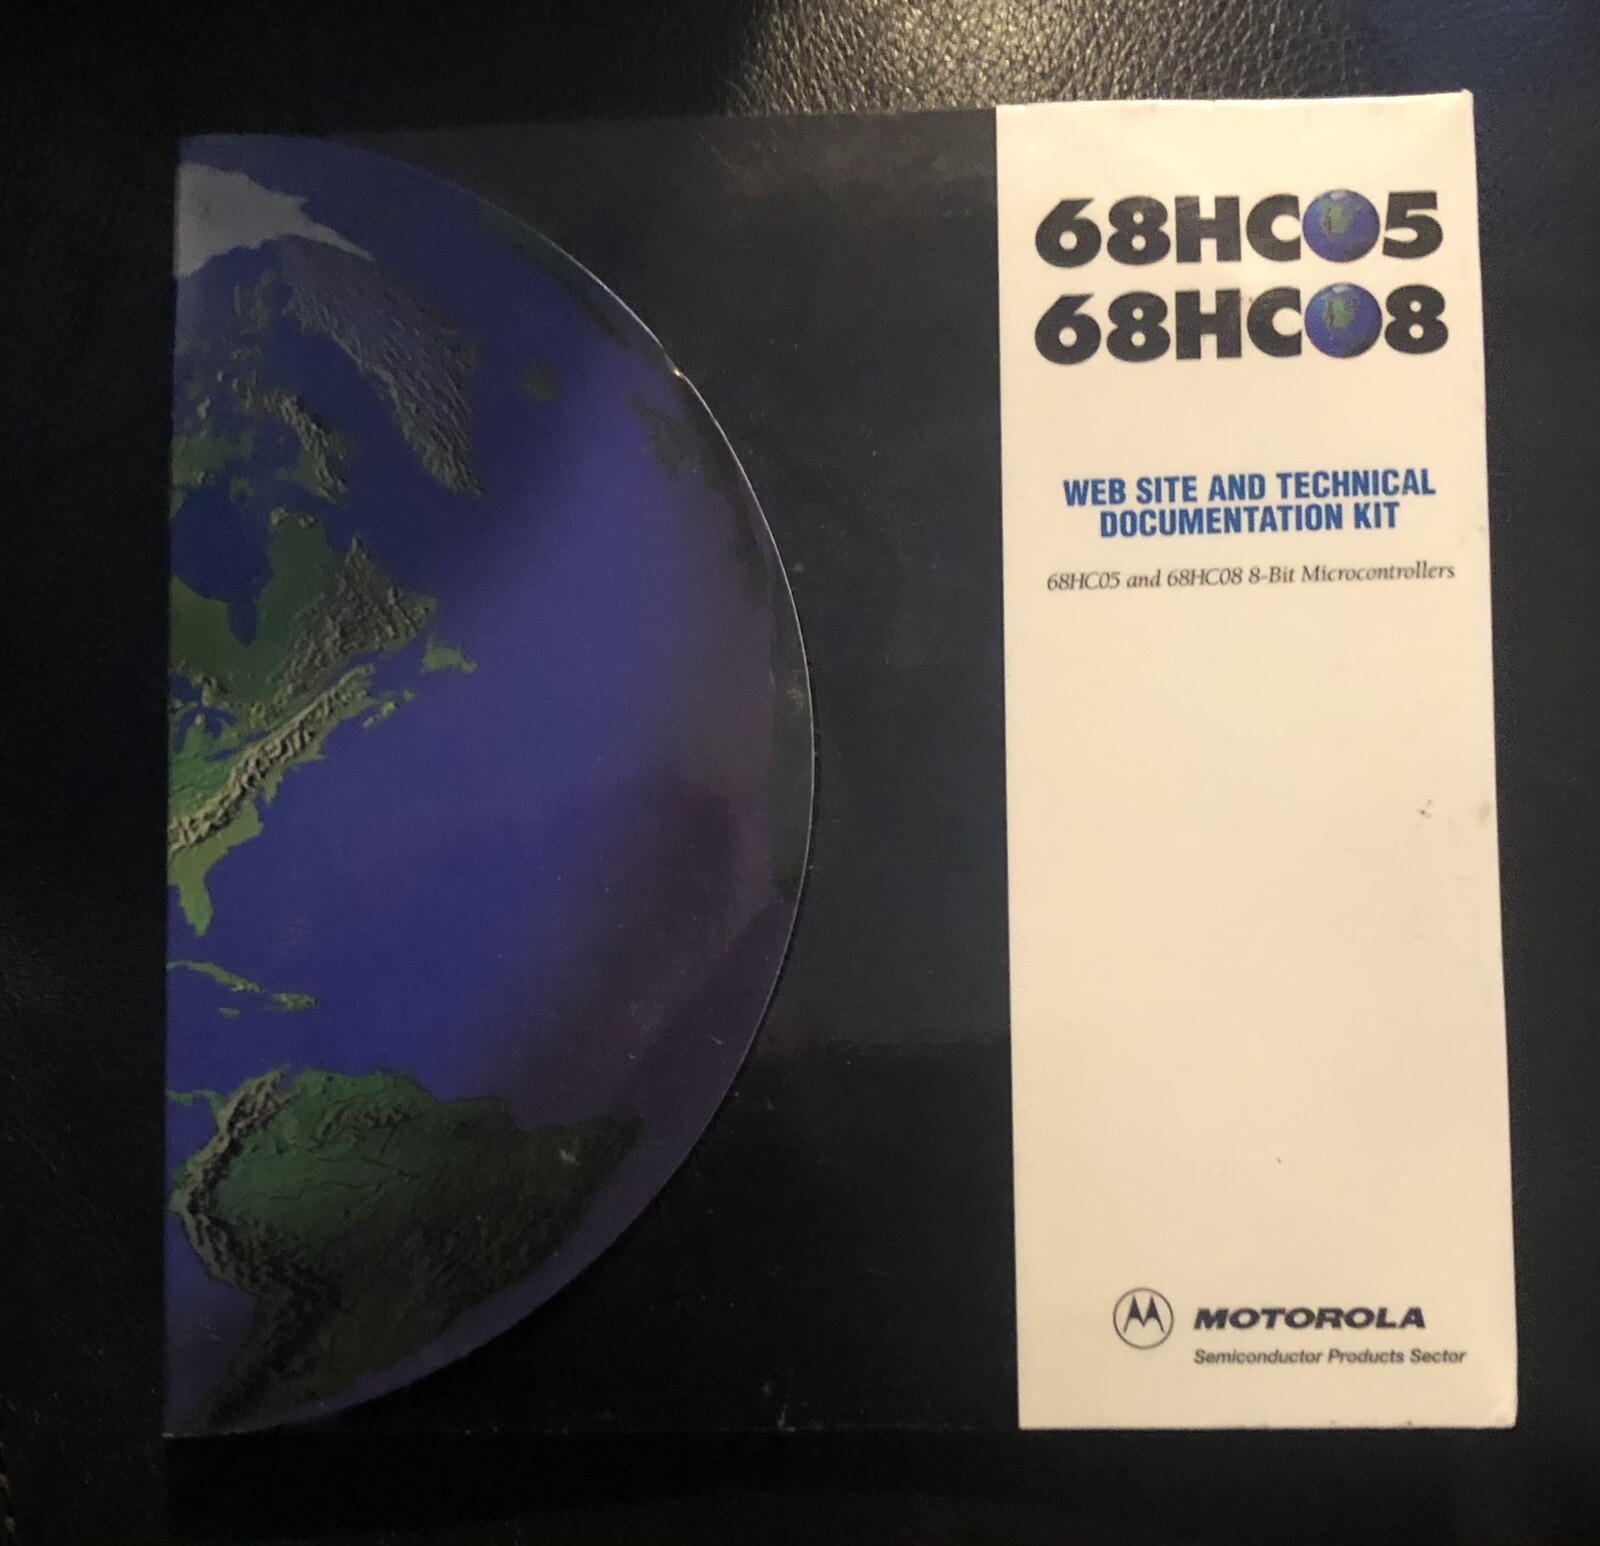 68HC05
68HC08
WEB SITE AND TECHNICAL
DOCUMENTATION KIT
68HC05 and 68HC08 8-Bit Microcontrollers
MOTOROLA
Semiconductor Products Sector